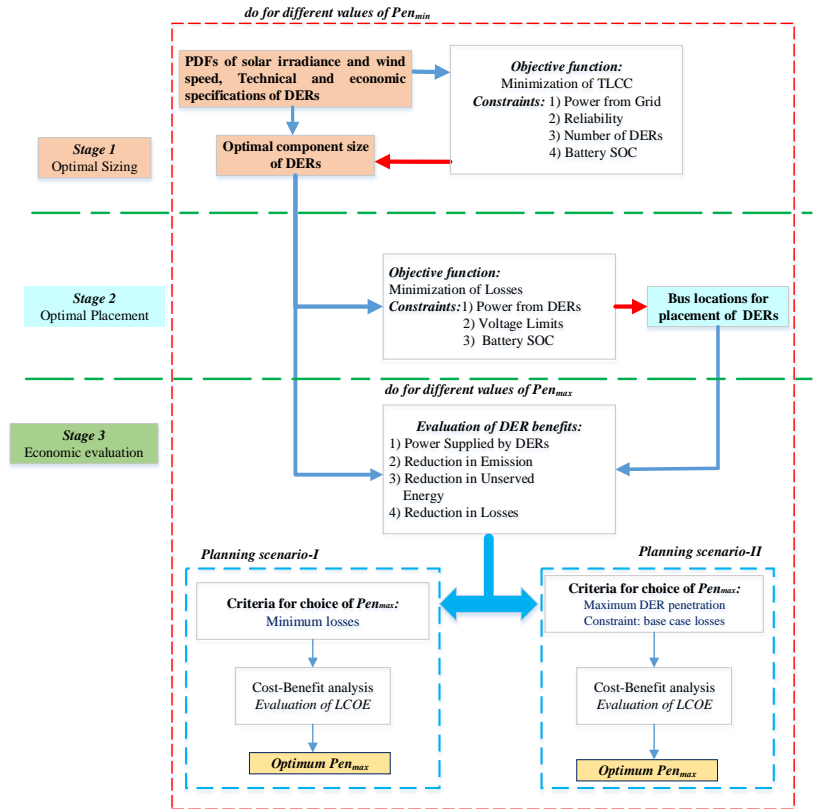 do for different values of Pen_min
PDFs of solar irradiance and wind
speed, Technical and economic
specifications of DERs
Objective function:
Minimization of TLCC
Constraints: 1) Power from Grid
2) Reliability
3) Number of DERs
4) Battery SOC
Stage 1
Optimal Sizing
Optimal component size
of DERs
Stage 2
Optimal Placement
Objective function:
Minimization of Losses
Constraints: 1) Power from DERs
2) Voltage Limits
3) Battery SOC
Bus locations for
placement of DERs
do for different values of Pen_max
Stage 3
Economic evaluation
Evaluation of DER benefits:
1) Power Supplied by DERs
2) Reduction in Emission
3) Reduction in Unserved
Energy
4) Reduction in Losses
Planning scenario-I
Criteria for choice of Pen_max:
Minimum losses
Cost-Benefit analysis
Evaluation of LCOE
Optimum Pen_max
Planning scenario-II
Criteria for choice of Pen_max:
Maximum DER penetration
Constraint: base case losses
Cost-Benefit analysis
Evaluation of LCOE
Optimum Pen_max